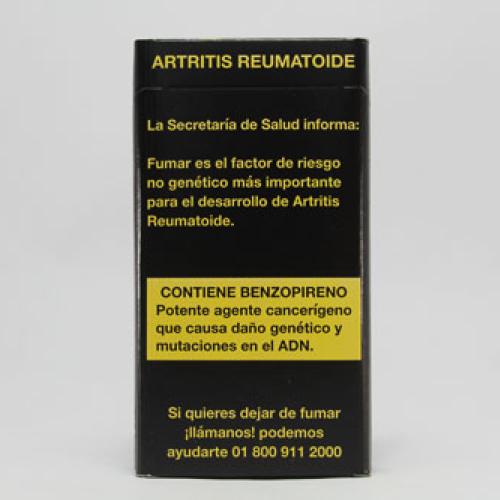 ARTRITIS REUMATOIDE
La Secretaría de Salud informa:
Fumar es el factor de riesgo
no genético más importante
para el desarrollo de Artritis
Reumatoide.
CONTIENE BENZOPIRENO
Potente agente cancerígeno
que causa daño genético y
mutaciones en el ADN.
Si quieres dejar de fumar
¡llámanos! podemos
ayudarte 01 800 911 2000